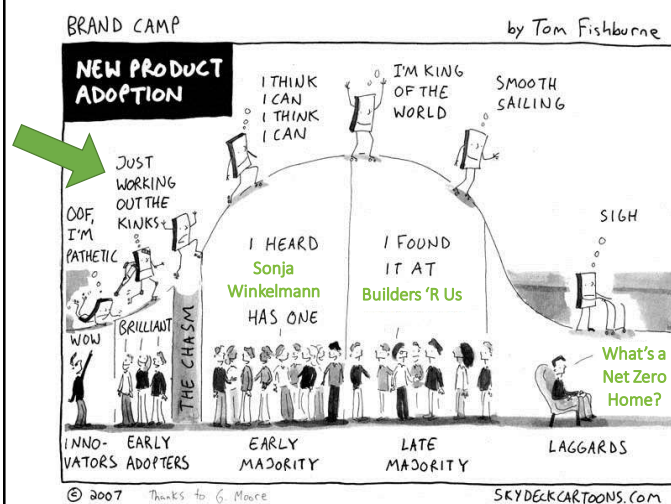 BRAND CAMP
by Tom Fishburne
NEW PRODUCT
ADOPTION
OOF,
I'M
PATHETIC
JUST
WORKING
OUT THE
KINKS
I THINK
I CAN
I THINK
I CAN
I'M KING
OF THE
WORLD
SMOOTH
SAILING
SIGH
WOW
BRILLIANT
THE CHASM
I HEARD
Sonja
Winkelmann
HAS ONE
I FOUND
IT AT
Builders ‘R Us
What’s a
Net Zero
Home?
INNO-
VATORS
EARLY
ADOPTERS
EARLY
MAJORITY
LATE
MAJORITY
LAGGARDS
© 2007
Thanks to G. Moore
SKYDECKCARTOONS.COM